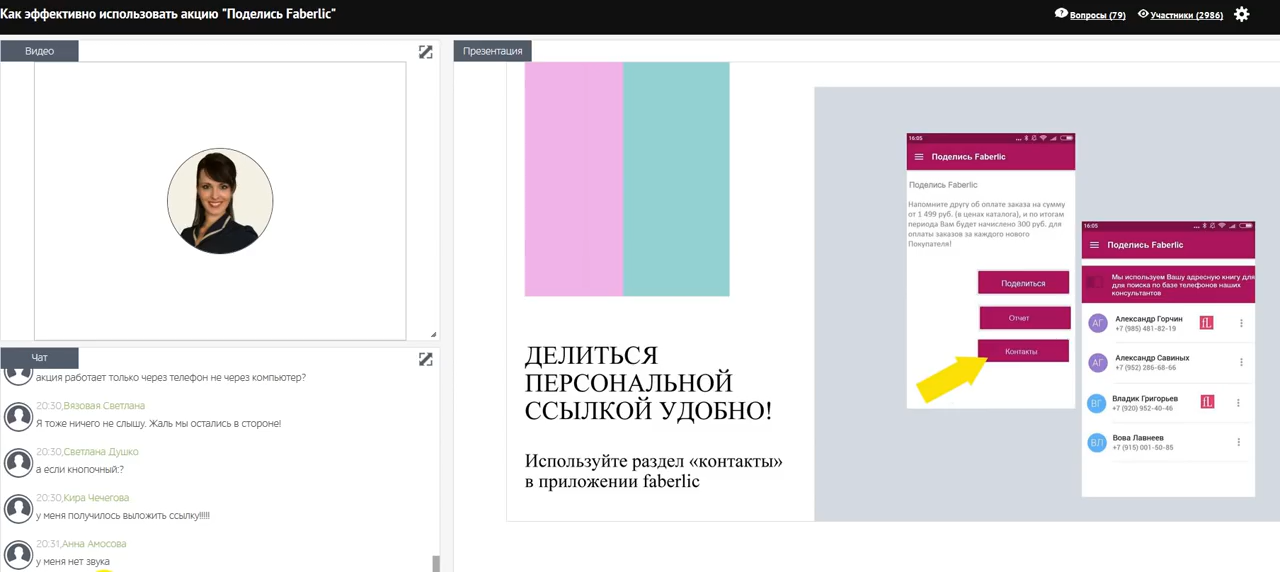 Как эффективно использовать акцию "Поделись Faberlic"
Вопросы (79)
Участники (2986)
Видео
Презентация
ДЕЛИТЬСЯ
ПЕРСОНАЛЬНОЙ
ССЫЛКОЙ УДОБНО!
Используйте раздел «контакты»
в приложении faberlic
16:05
Поделись Faberlic
Поделись Faberlic
Напомните другу об оплате заказа на сумму
от 1 499 руб. (в ценах каталога), и по итогам
периода Вам будет начислено 300 руб. для
оплаты заказов за каждого нового
Покупателя!
Поделиться
Отчет
Контакты
16:05
Поделись Faberlic
Мы используем Вашу адресную книгу для
для поиска по базе телефонов наших
консультантов
АГ
Александр Горчин
+7 (985) 481-82-19
fL
АГ
Александр Савиных
+7 (952) 286-68-66
ВГ
Владик Григорьев
+7 (920) 952-40-46
fL
ВЛ
Вова Лавнеев
+7 (915) 001-50-85
Чат
акция работает только через телефон не через компьютер?
20:30,Вязовая Светлана
Я тоже ничего не слышу. Жаль мы остались в стороне!
20:30,Светлана Душко
а если кнопочный:?
20:30,Кира Чечегова
у меня получилось выложить ссылку!!!!!
20:31,Анна Амосова
у меня нет звука